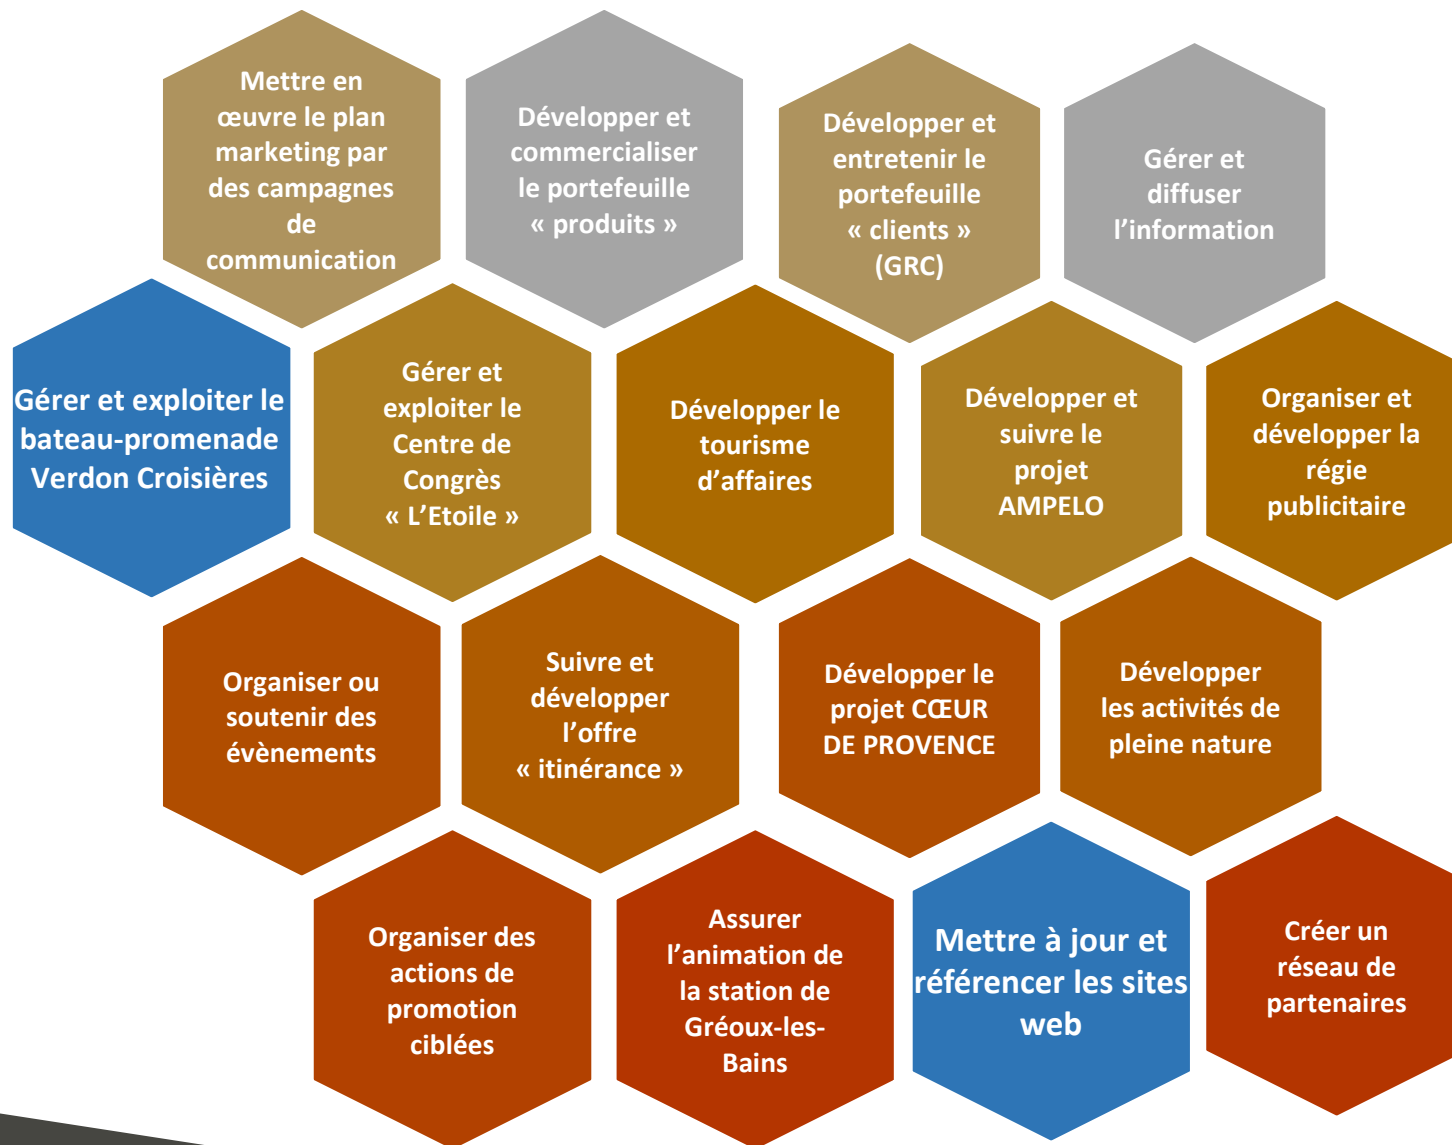 Mettre en
œuvre le plan
marketing par
des campagnes
de
communication
Développer et
commercialiser
le portefeuille
« produits »
Développer et
entretenir le
portefeuille
« clients »
(GRC)
Gérer et
diffuser
l’information
Gérer et exploiter le
bateau-promenade
Verdon Croisières
Gérer et
exploiter le
Centre de
Congrès
« L’Etoile »
Développer le
tourisme
d’affaires
Développer et
suivre le
projet
AMPELO
Organiser et
développer la
régie
publicitaire
Organiser ou
soutenir des
évènements
Suivre et
développer
l’offre
« itinérance »
Développer le
projet CŒUR
DE PROVENCE
Développer
les activités de
pleine nature
Organiser des
actions de
promotion
ciblées
Assurer
l’animation de
la station de
Gréoux-les-
Bains
Mettre à jour et
référencer les sites
web
Créer un
réseau de
partenaires